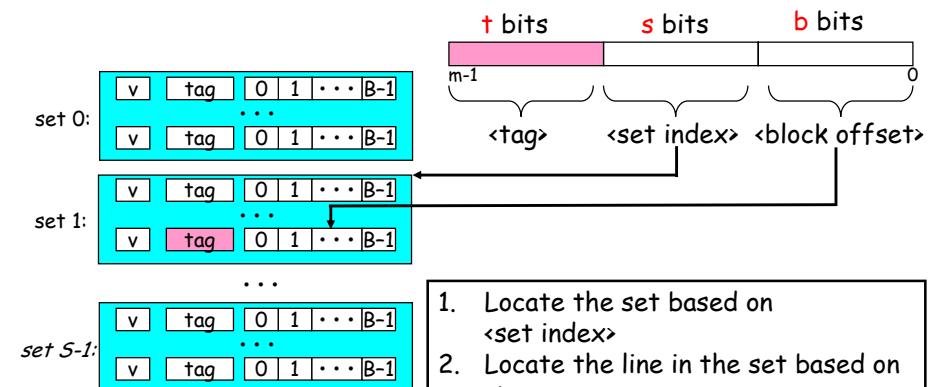 t bits s bits b bits
m-1 0
<tag> <set index> <block offset>
set 0:
v tag 0 1 • • • B-1
• • •
v tag 0 1 • • • B-1
set 1:
v tag 0 1 • • • B-1
• • •
v tag 0 1 • • • B-1
• • •
set S-1:
v tag 0 1 • • • B-1
• • •
v tag 0 1 • • • B-1
1. Locate the set based on
<set index>
2. Locate the line in the set based on